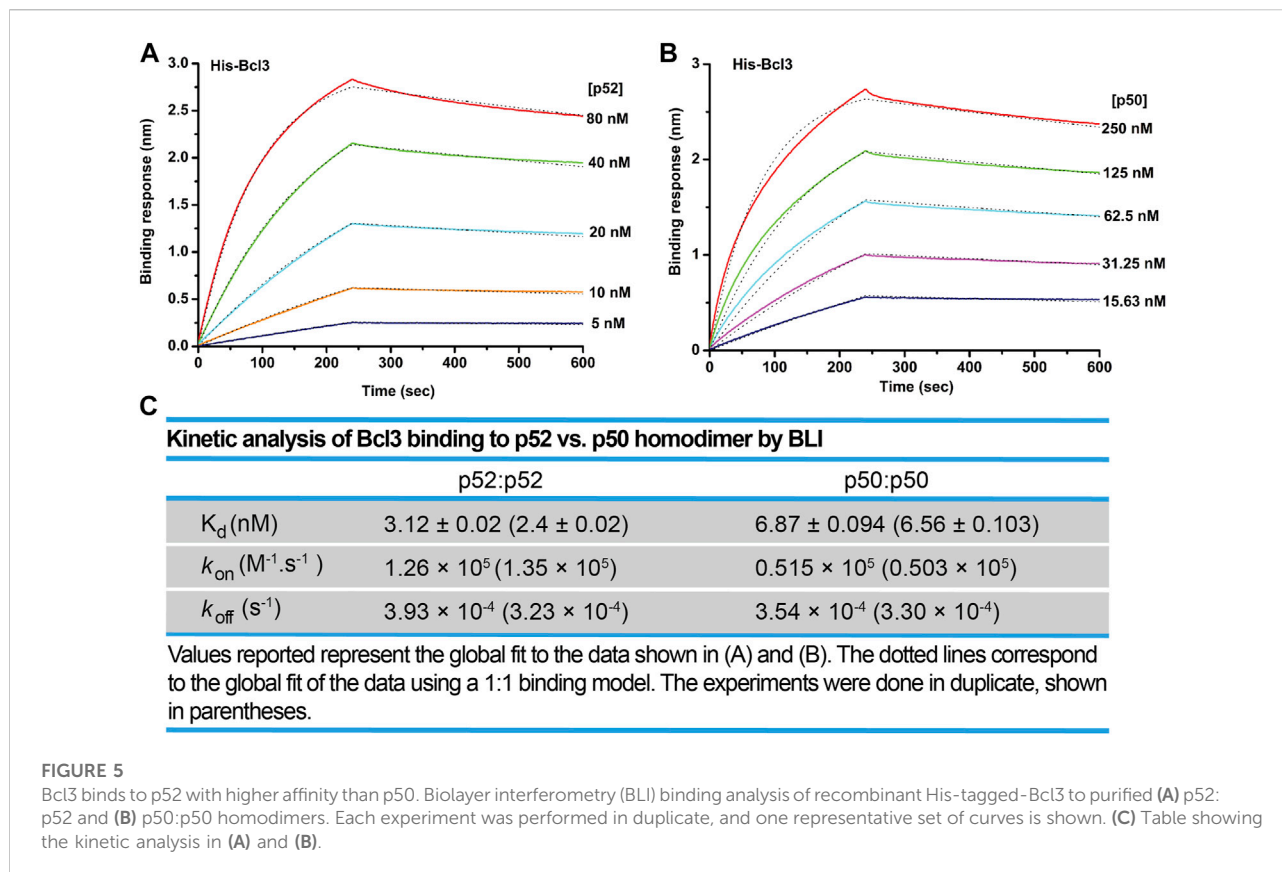 A
His-Bcl3
[p52]
80 nM
40 nM
20 nM
10 nM
5 nM
3.0
2.5
2.0
1.5
1.0
0.5
0.0
Binding response (nm)
0 100 200 300 400 500 600
Time (sec)
B
His-Bcl3
[p50]
250 nM
125 nM
62.5 nM
31.25 nM
15.63 nM
3
2
1
0
Binding response (nm)
0 100 200 300 400 500 600
Time (sec)
C
Kinetic analysis of Bcl3 binding to p52 vs. p50 homodimer by BLI
p52:p52 p50:p50
Kd (nM) 3.12 ± 0.02 (2.4 ± 0.02) 6.87 ± 0.094 (6.56 ± 0.103)
kon (M⁻¹.s⁻¹ ) 1.26 × 10⁵ (1.35 × 10⁵) 0.515 × 10⁵ (0.503 × 10⁵)
koff (s⁻¹) 3.93 × 10⁻⁴ (3.23 × 10⁻⁴) 3.54 × 10⁻⁴ (3.30 × 10⁻⁴)
Values reported represent the global fit to the data shown in (A) and (B). The dotted lines correspond
to the global fit of the data using a 1:1 binding model. The experiments were done in duplicate, shown
in parentheses.
FIGURE 5
Bcl3 binds to p52 with higher affinity than p50. Biolayer interferometry (BLI) binding analysis of recombinant His-tagged-Bcl3 to purified (A) p52:
p52 and (B) p50:p50 homodimers. Each experiment was performed in duplicate, and one representative set of curves is shown. (C) Table showing
the kinetic analysis in (A) and (B).